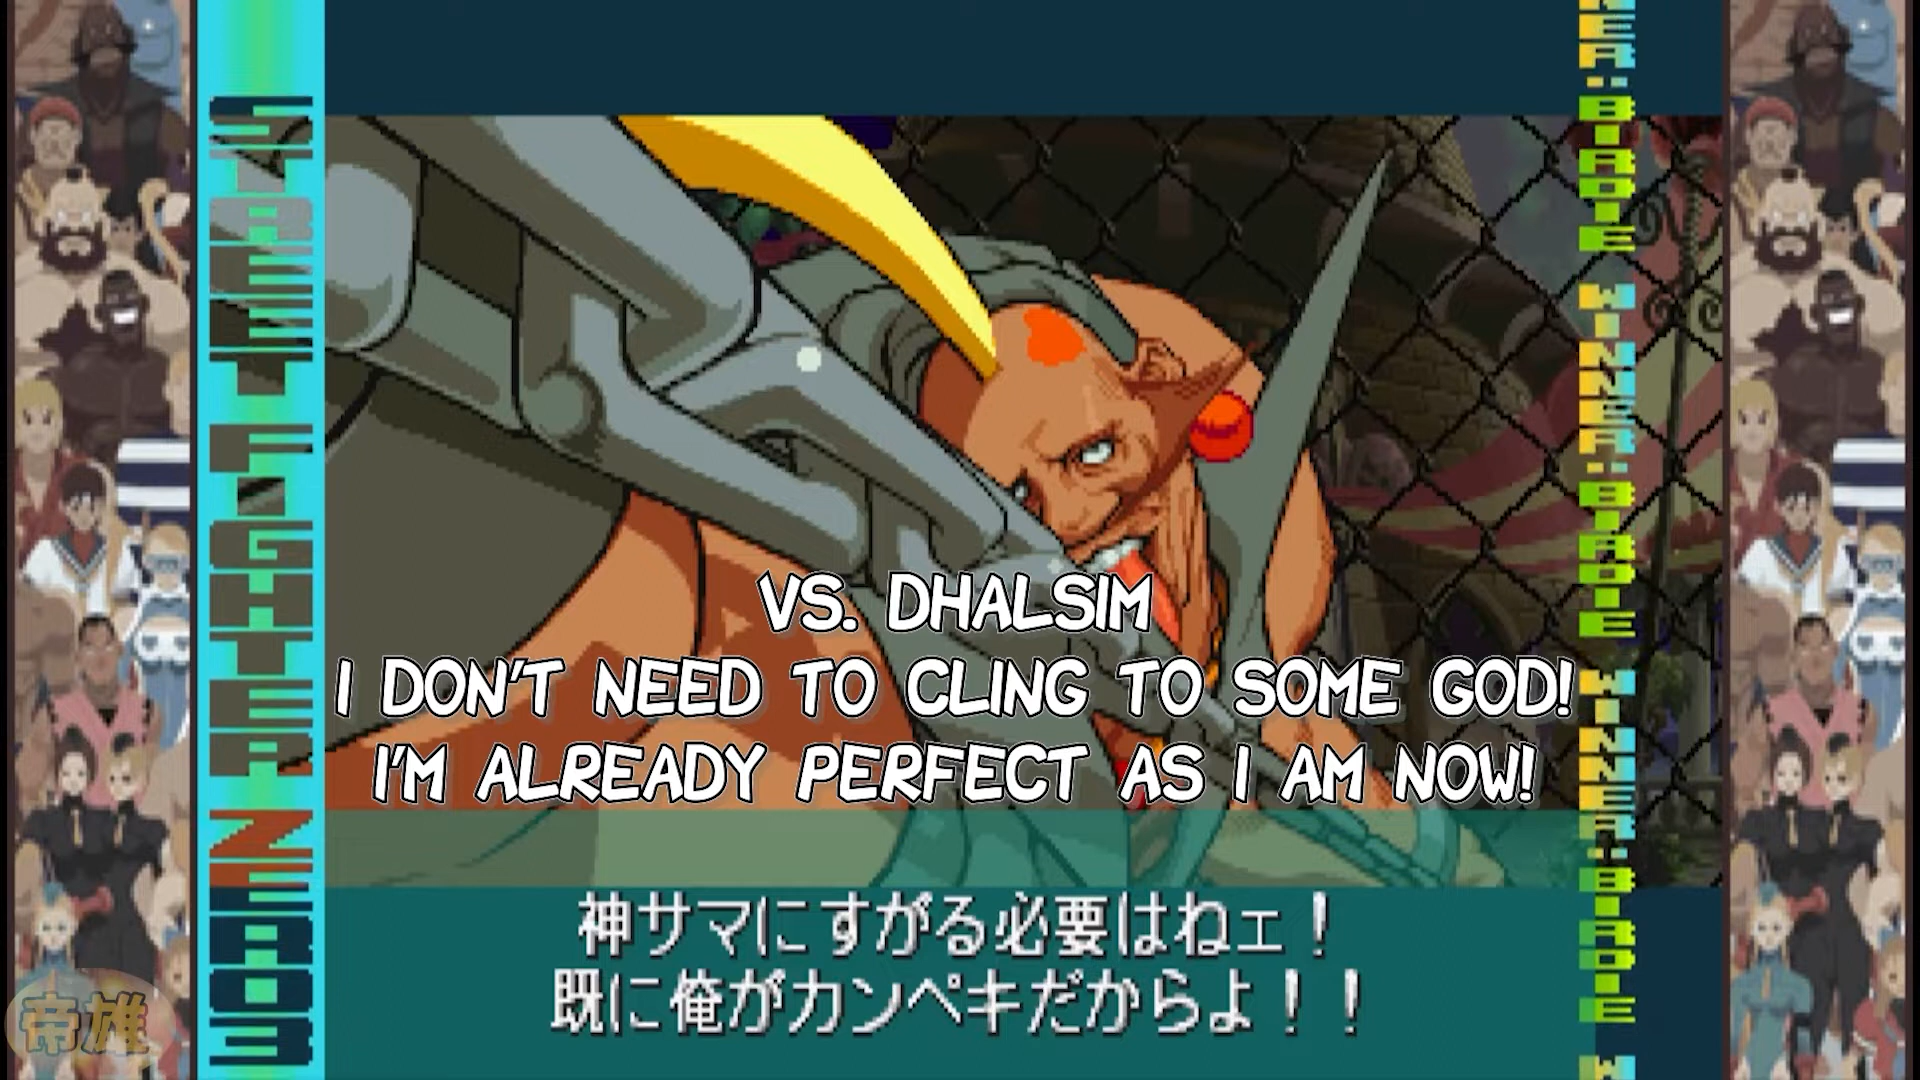 STREET FIGHTER ZERO3
VS. DHALSIM
I DON'T NEED TO CLING TO SOME GOD!
I'M ALREADY PERFECT AS I AM NOW!
神サマにすがる必要はねェ!
既に俺がカンペキだからよ!!
NER:BIRDIE WINNER:BIRDIE WINNER:BIRDIE W
帝雄